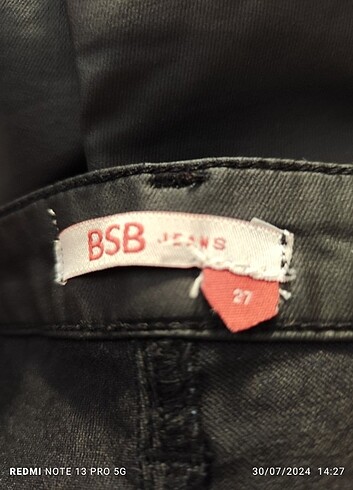 BSB JEANS
27
REDMI NOTE 13 PRO 5G
30/07/2024 14:27